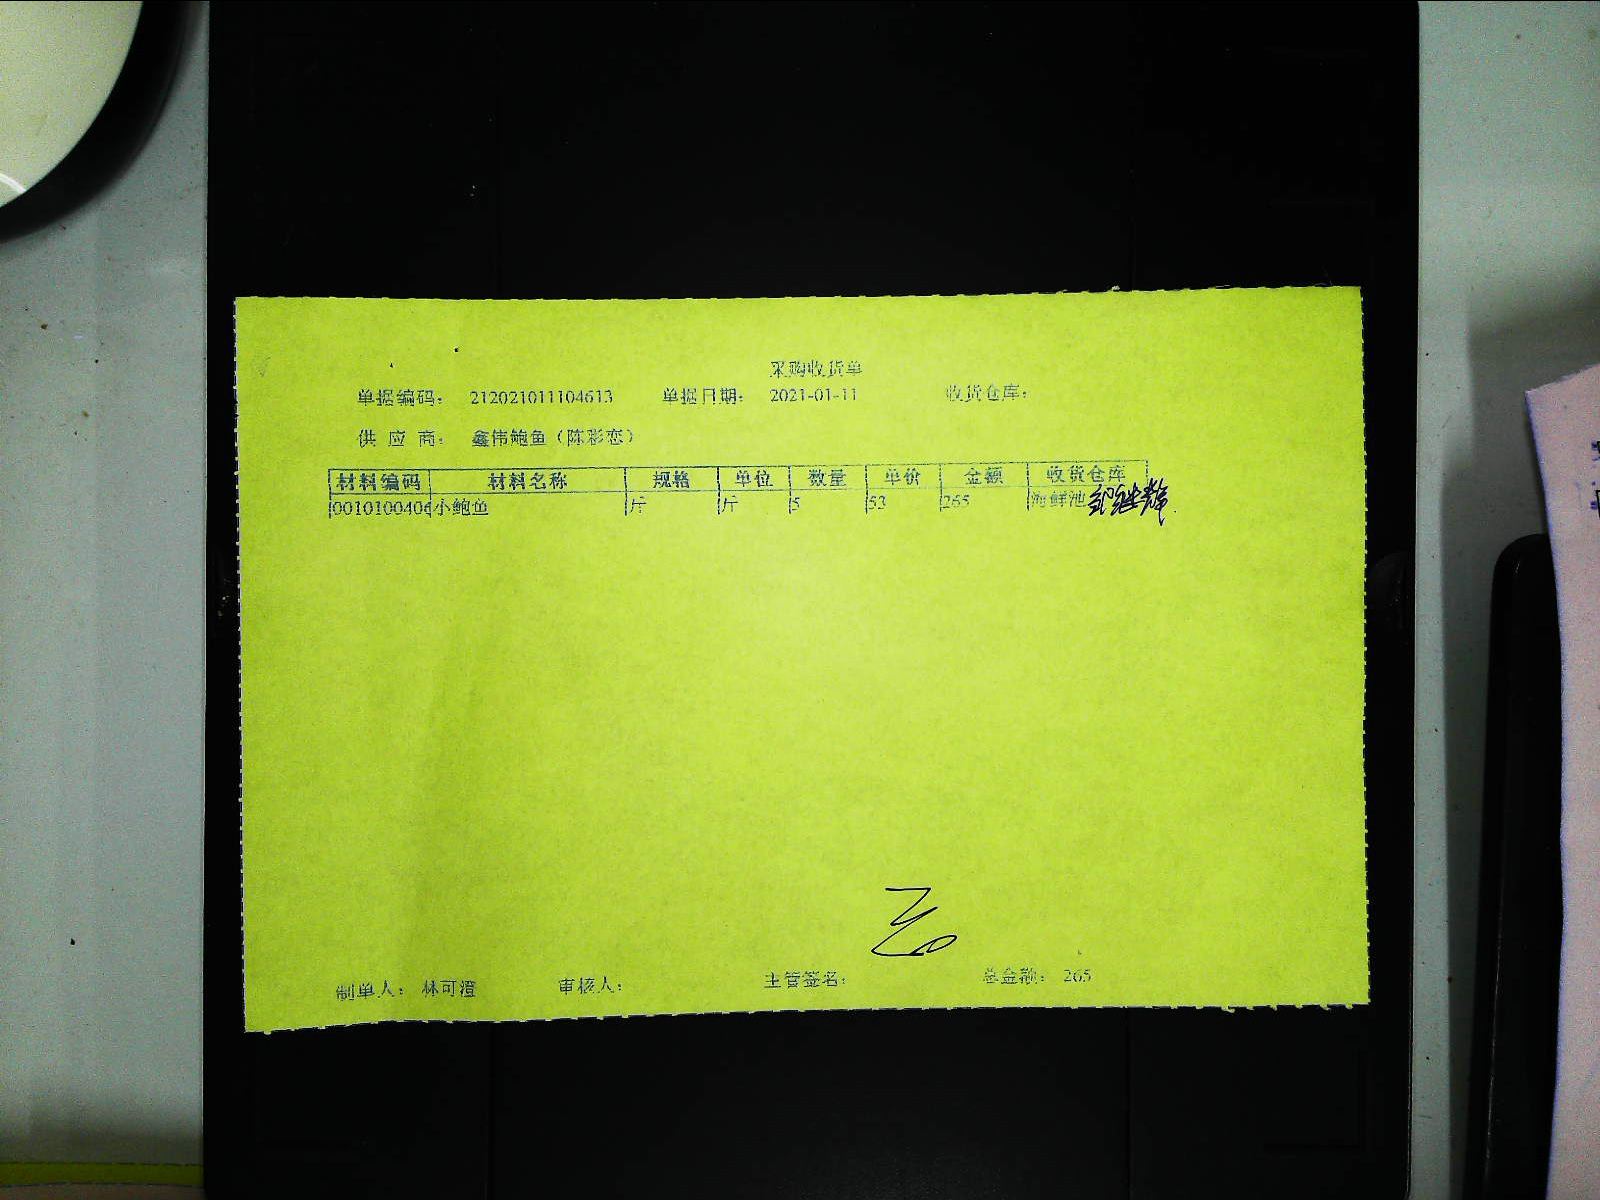 采购收货单
单据编码： 212021011104613 单据日期： 2021-01-11 收货仓库：
供 应 商： 鑫伟鲍鱼（陈彩恋）
材料编码 材料名称 规格 单位 数量 单价 金额 收货仓库
0010100406 小鲍鱼 斤 斤 5 53 265 海鲜池
制单人： 林可澄 审核人： 主管签名： 总金额： 265